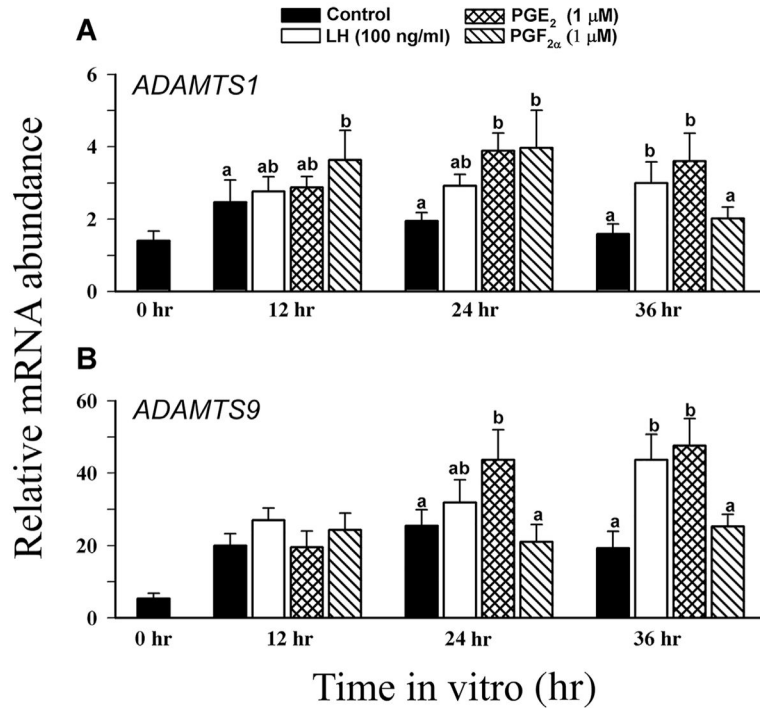 Control
LH (100 ng/ml)
PGE2 (1 µM)
PGF2α (1 µM)
A
ADAMTS1
6
4
2
0
a
ab
ab
b
a
ab
b
b
a
b
b
a
0 hr
12 hr
24 hr
36 hr
Relative mRNA abundance
B
ADAMTS9
60
40
20
0
a
ab
b
a
a
b
b
a
0 hr
12 hr
24 hr
36 hr
Time in vitro (hr)